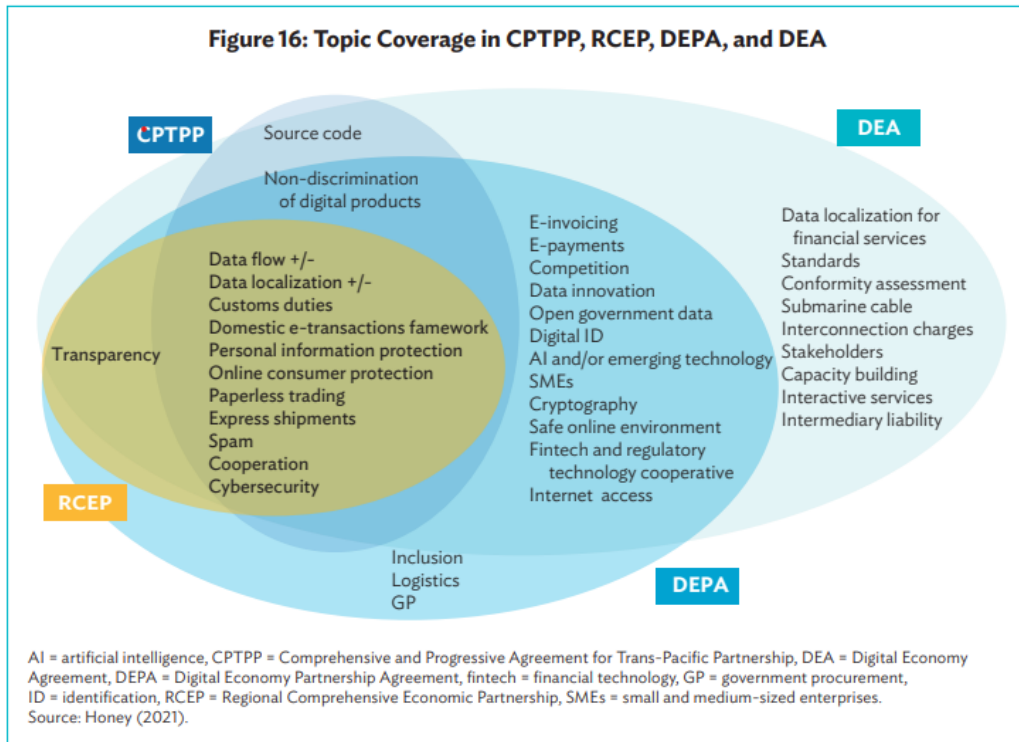 Figure 16: Topic Coverage in CPTPP, RCEP, DEPA, and DEA
CPTPP
Source code
DEA
Non-discrimination
of digital products
Data flow +/-
Data localization +/-
Customs duties
Domestic e-transactions famework
Personal information protection
Online consumer protection
Paperless trading
Express shipments
Spam
Cooperation
Cybersecurity
Transparency
RCEP
E-invoicing
E-payments
Competition
Data innovation
Open government data
Digital ID
AI and/or emerging technology
SMEs
Cryptography
Safe online environment
Fintech and regulatory
technology cooperative
Internet access
Data localization for
financial services
Standards
Conformity assessment
Submarine cable
Interconnection charges
Stakeholders
Capacity building
Interactive services
Intermediary liability
Inclusion
Logistics
GP
DEPA
AI = artificial intelligence, CPTPP = Comprehensive and Progressive Agreement for Trans-Pacific Partnership, DEA = Digital Economy
Agreement, DEPA = Digital Economy Partnership Agreement, fintech = financial technology, GP = government procurement,
ID = identification, RCEP = Regional Comprehensive Economic Partnership, SMEs = small and medium-sized enterprises.
Source: Honey (2021).